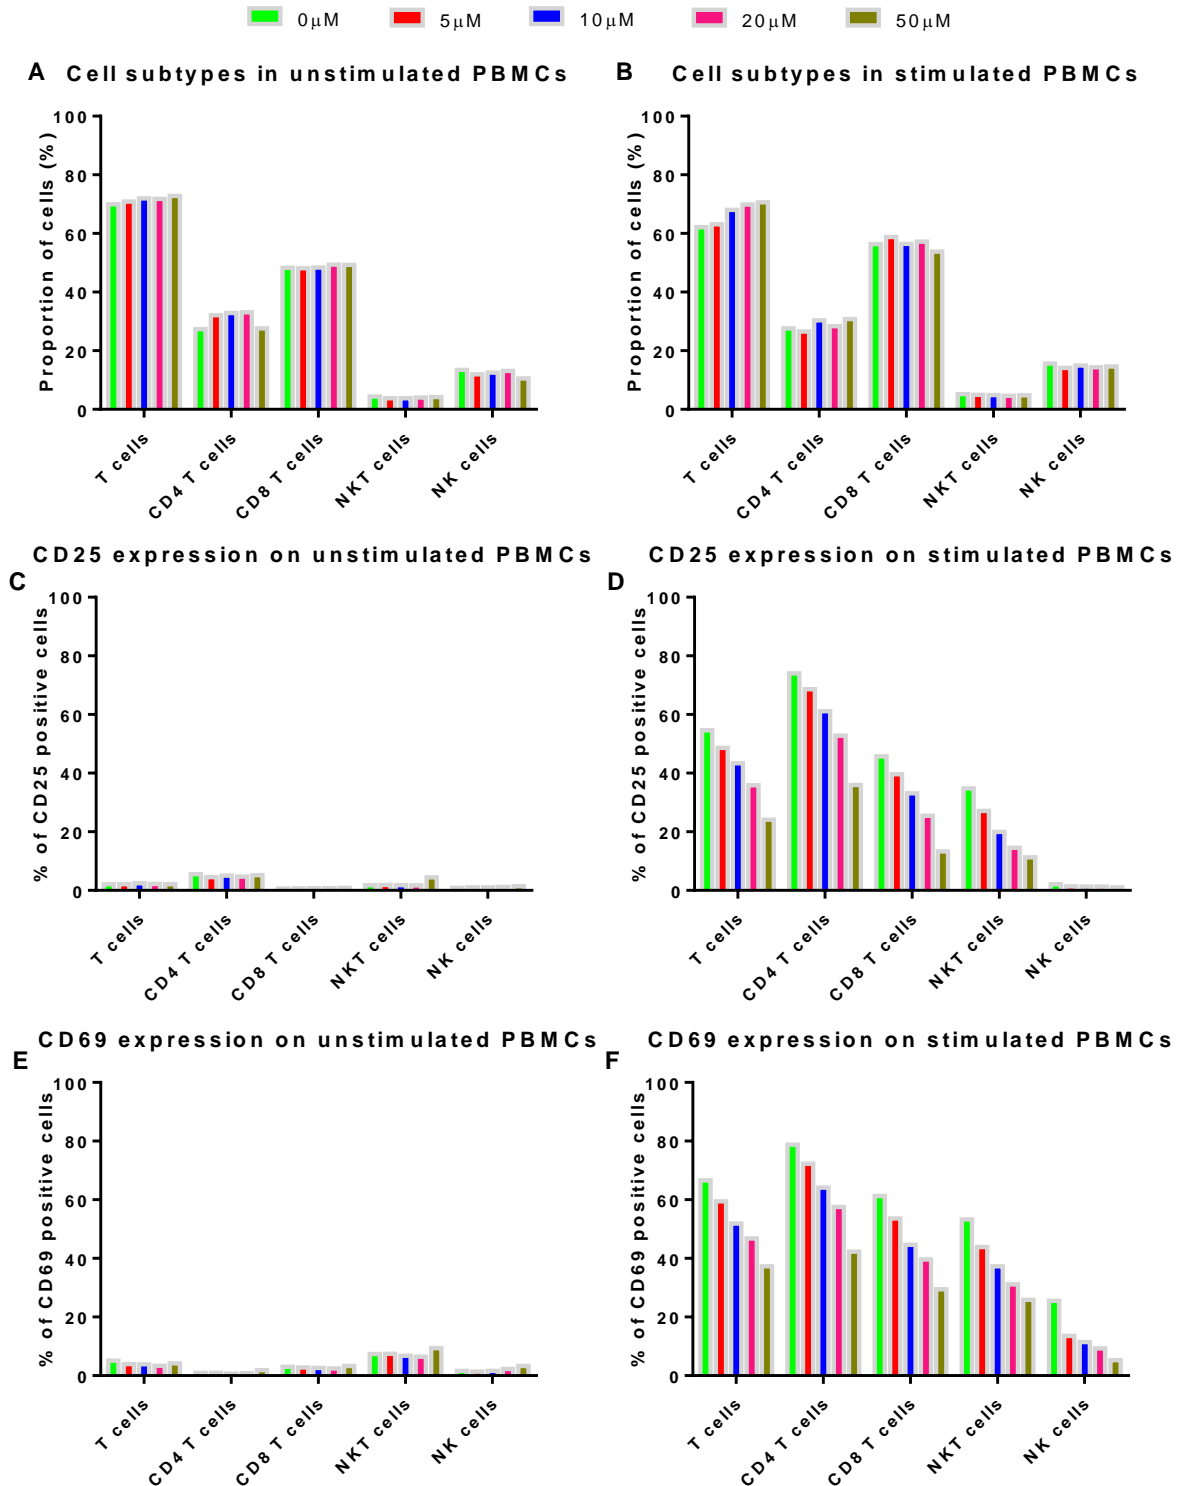 0μM 5μM 10μM 20μM 50μM
A Cell subtypes in unstimulated PBMCs
Proportion of cells (%)
100
80
60
40
20
0
T cells
CD4 T cells
CD8 T cells
NKT cells
NK cells
B Cell subtypes in stimulated PBMCs
Proportion of cells (%)
100
80
60
40
20
0
T cells
CD4 T cells
CD8 T cells
NKT cells
NK cells
CD25 expression on unstimulated PBMCs
C
% of CD25 positive cells
100
80
60
40
20
0
T cells
CD4 T cells
CD8 T cells
NKT cells
NK cells
CD25 expression on stimulated PBMCs
D
% of CD25 positive cells
100
80
60
40
20
0
T cells
CD4 T cells
CD8 T cells
NKT cells
NK cells
CD69 expression on unstimulated PBMCs
E
% of CD69 positive cells
100
80
60
40
20
0
T cells
CD4 T cells
CD8 T cells
NKT cells
NK cells
CD69 expression on stimulated PBMCs
F
% of CD69 positive cells
100
80
60
40
20
0
T cells
CD4 T cells
CD8 T cells
NKT cells
NK cells